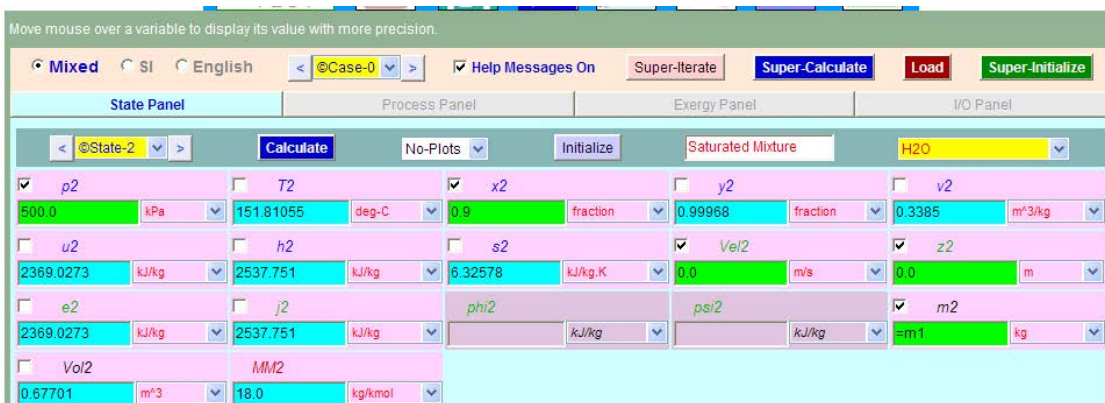 Move mouse over a variable to display its value with more precision.
Mixed SI English < ©Case-0 > Help Messages On Super-Iterate Super-Calculate Load Super-Initialize
State Panel Process Panel Exergy Panel I/O Panel
< ©State-2 > Calculate No-Plots Initialize Saturated Mixture H2O
p2 T2 x2 y2 v2
500.0 kPa 151.81055 deg-C 0.9 fraction 0.99968 fraction 0.3385 m^3/kg
u2 h2 s2 Vel2 z2
2369.0273 kJ/kg 2537.751 kJ/kg 6.32578 kJ/kg.K 0.0 m/s 0.0 m
e2 j2 phi2 psi2 m2
2369.0273 kJ/kg 2537.751 kJ/kg kJ/kg kJ/kg =m1 kg
Vol2 MM2
0.67701 m^3 18.0 kg/kmol